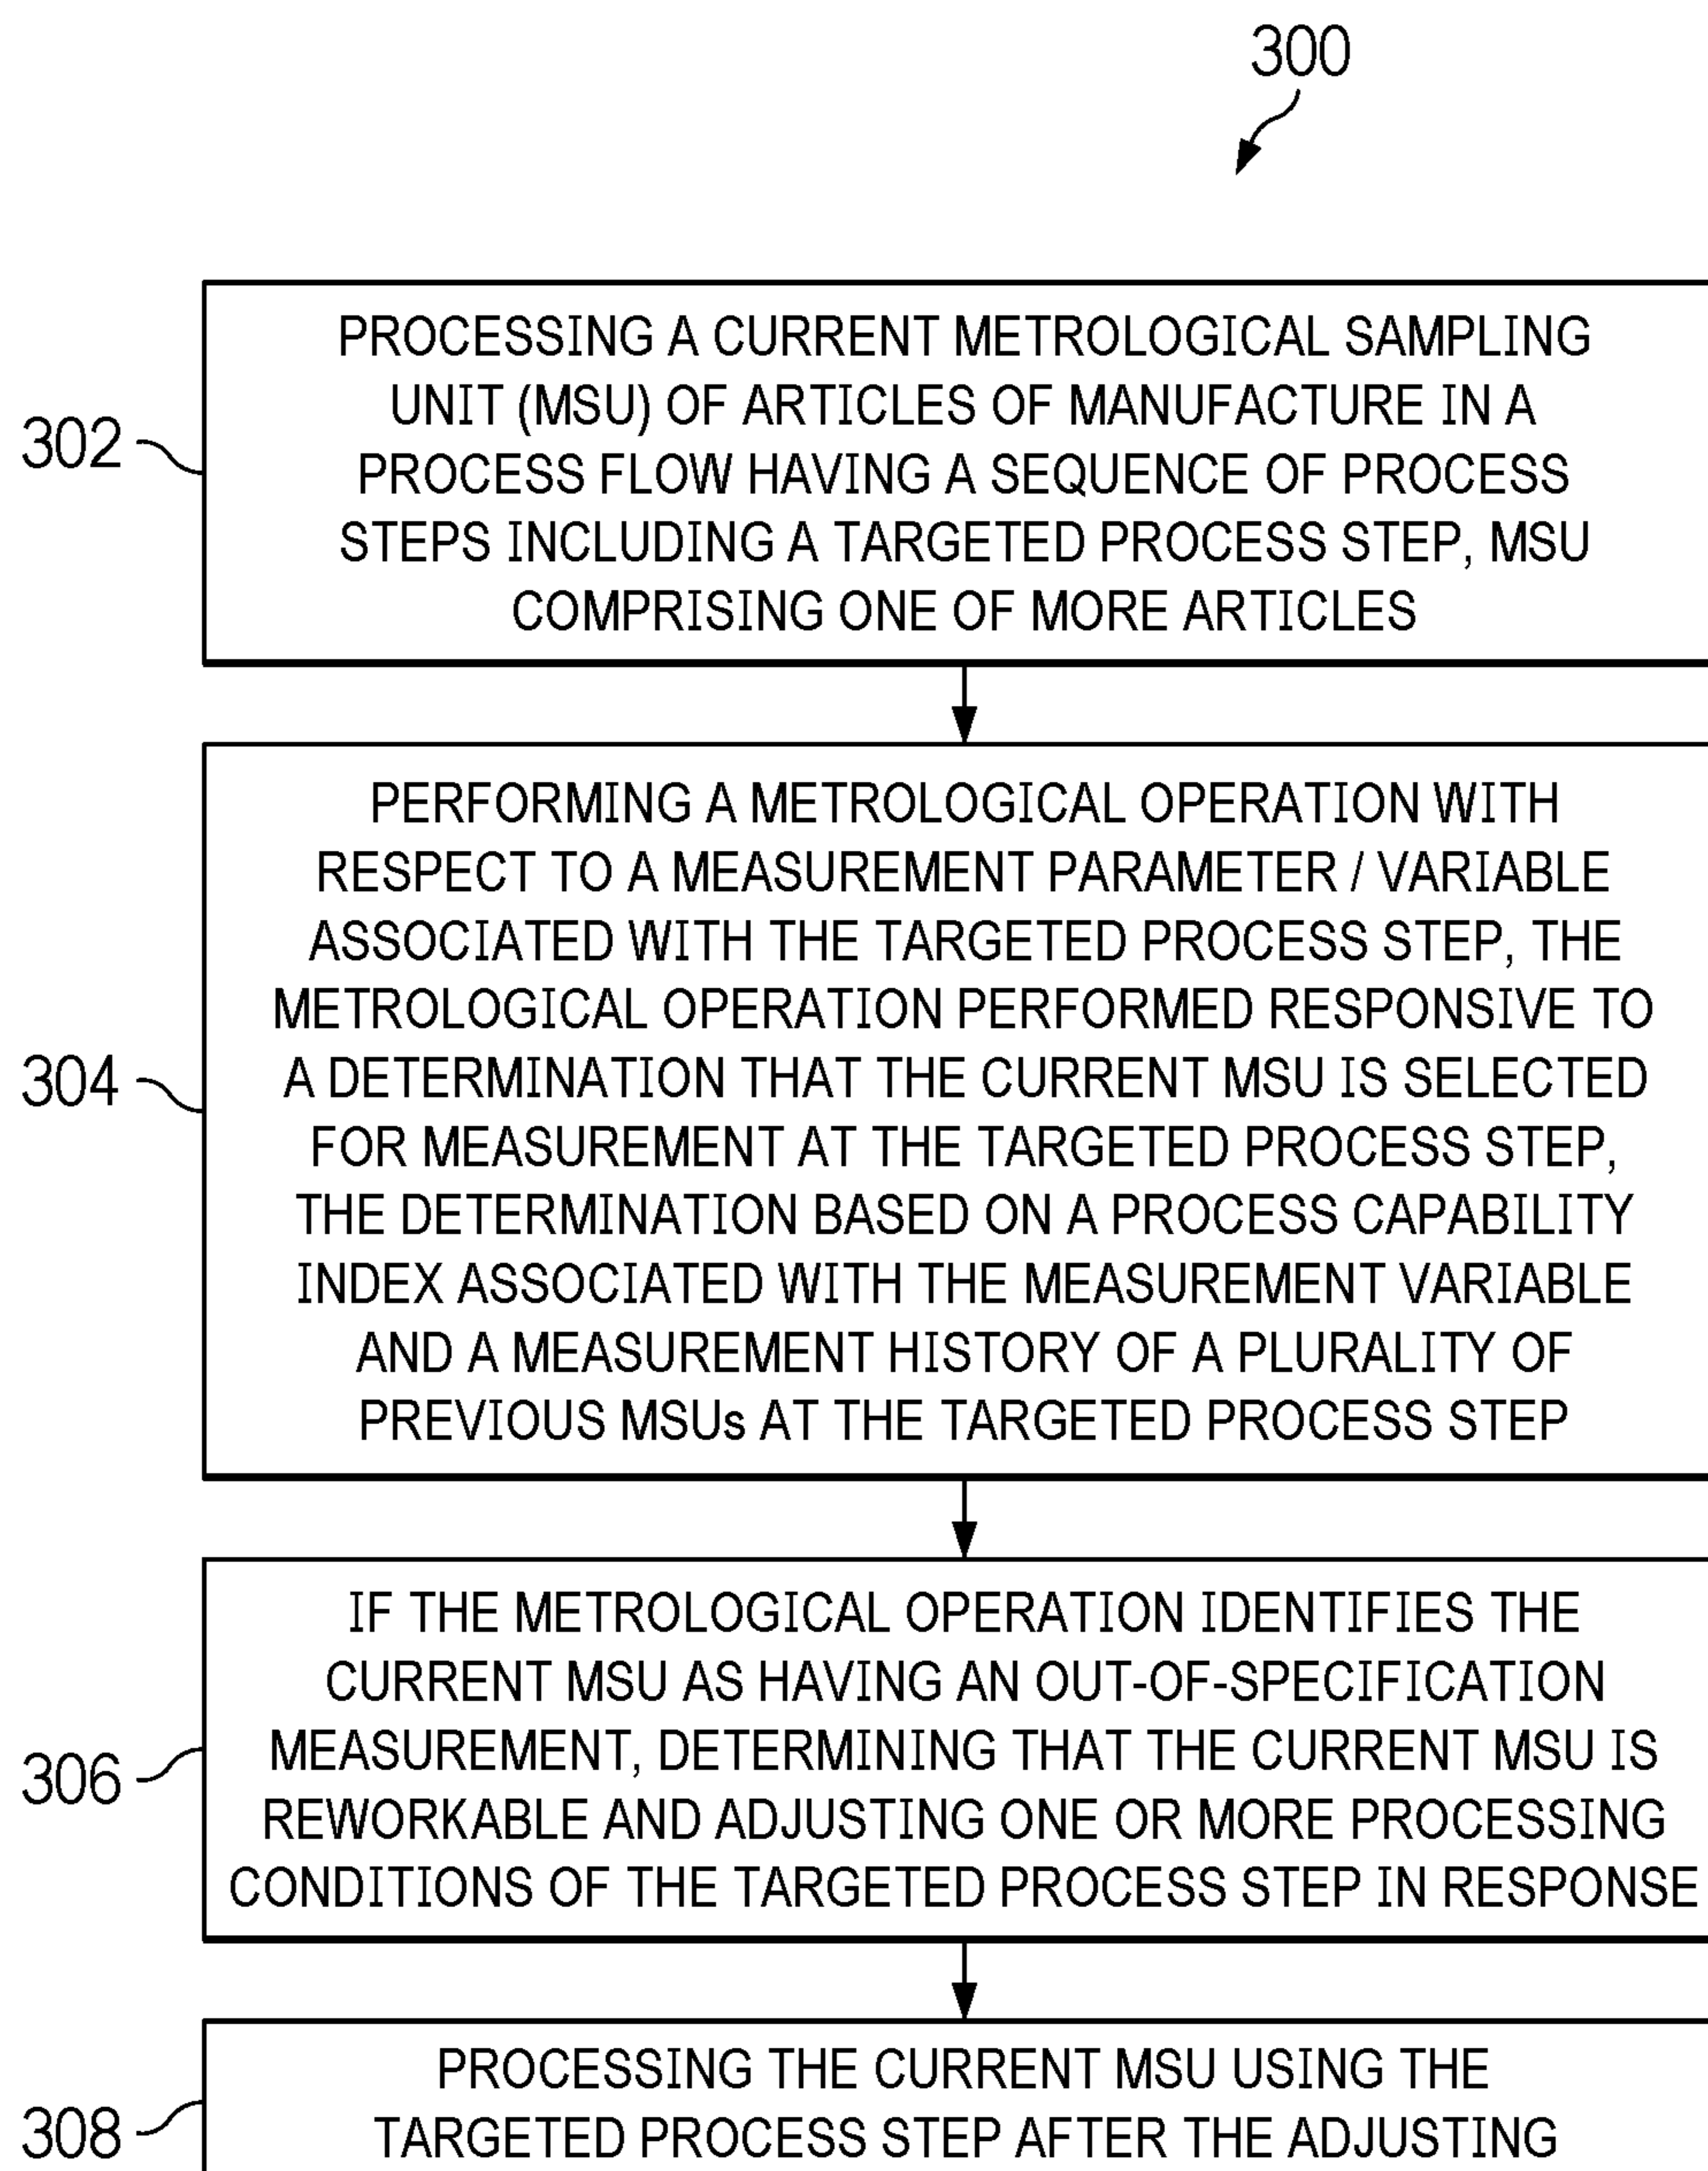 300
302
PROCESSING A CURRENT METROLOGICAL SAMPLING
UNIT (MSU) OF ARTICLES OF MANUFACTURE IN A
PROCESS FLOW HAVING A SEQUENCE OF PROCESS
STEPS INCLUDING A TARGETED PROCESS STEP, MSU
COMPRISING ONE OF MORE ARTICLES
304
PERFORMING A METROLOGICAL OPERATION WITH
RESPECT TO A MEASUREMENT PARAMETER / VARIABLE
ASSOCIATED WITH THE TARGETED PROCESS STEP, THE
METROLOGICAL OPERATION PERFORMED RESPONSIVE TO
A DETERMINATION THAT THE CURRENT MSU IS SELECTED
FOR MEASUREMENT AT THE TARGETED PROCESS STEP,
THE DETERMINATION BASED ON A PROCESS CAPABILITY
INDEX ASSOCIATED WITH THE MEASUREMENT VARIABLE
AND A MEASUREMENT HISTORY OF A PLURALITY OF
PREVIOUS MSUs AT THE TARGETED PROCESS STEP
306
IF THE METROLOGICAL OPERATION IDENTIFIES THE
CURRENT MSU AS HAVING AN OUT-OF-SPECIFICATION
MEASUREMENT, DETERMINING THAT THE CURRENT MSU IS
REWORKABLE AND ADJUSTING ONE OR MORE PROCESSING
CONDITIONS OF THE TARGETED PROCESS STEP IN RESPONSE
308
PROCESSING THE CURRENT MSU USING THE
TARGETED PROCESS STEP AFTER THE ADJUSTING